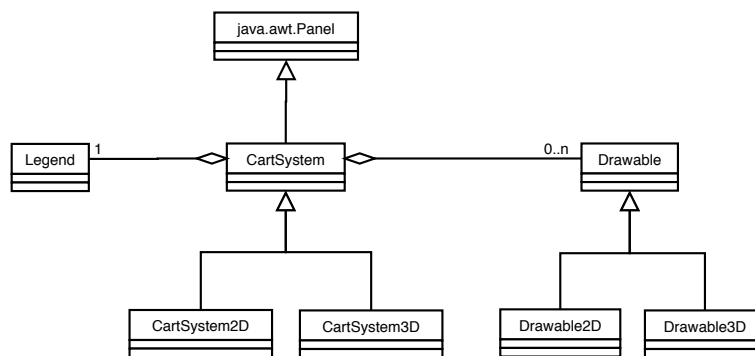 java.awt.Panel
1
0..n
Legend
CartSystem
Drawable
CartSystem2D
CartSystem3D
Drawable2D
Drawable3D